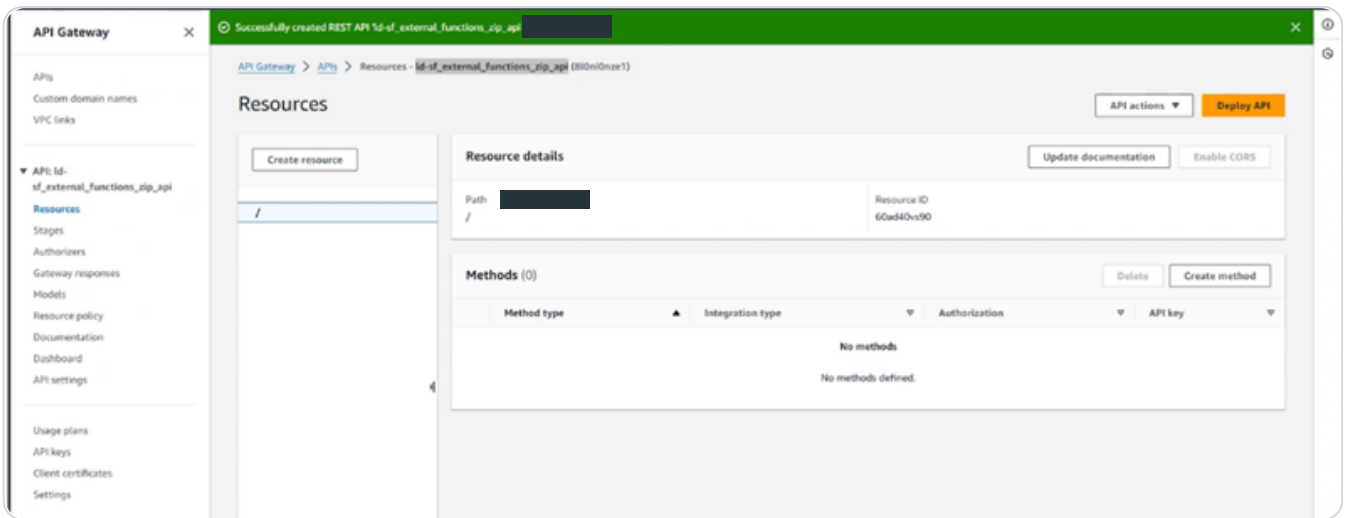 API Gateway
Successfully created REST API 'ld-sf_external_functions_zip_api
API Gateway > APIs > Resources - ld-sf_external_functions_zip_api (8l0ni0nze1)
APIs
Custom domain names
VPC links
API: ld-
sf_external_functions_zip_api
Resources
Stages
Authorizers
Gateway responses
Models
Resource policy
Documentation
Dashboard
API settings
Usage plans
API keys
Client certificates
Settings
Resources
API actions
Deploy API
Create resource
/
Resource details
Update documentation
Enable CORS
Path
/
Resource ID
60ad40vs90
Methods (0)
Delete
Create method
Method type
Integration type
Authorization
API key
No methods
No methods defined.